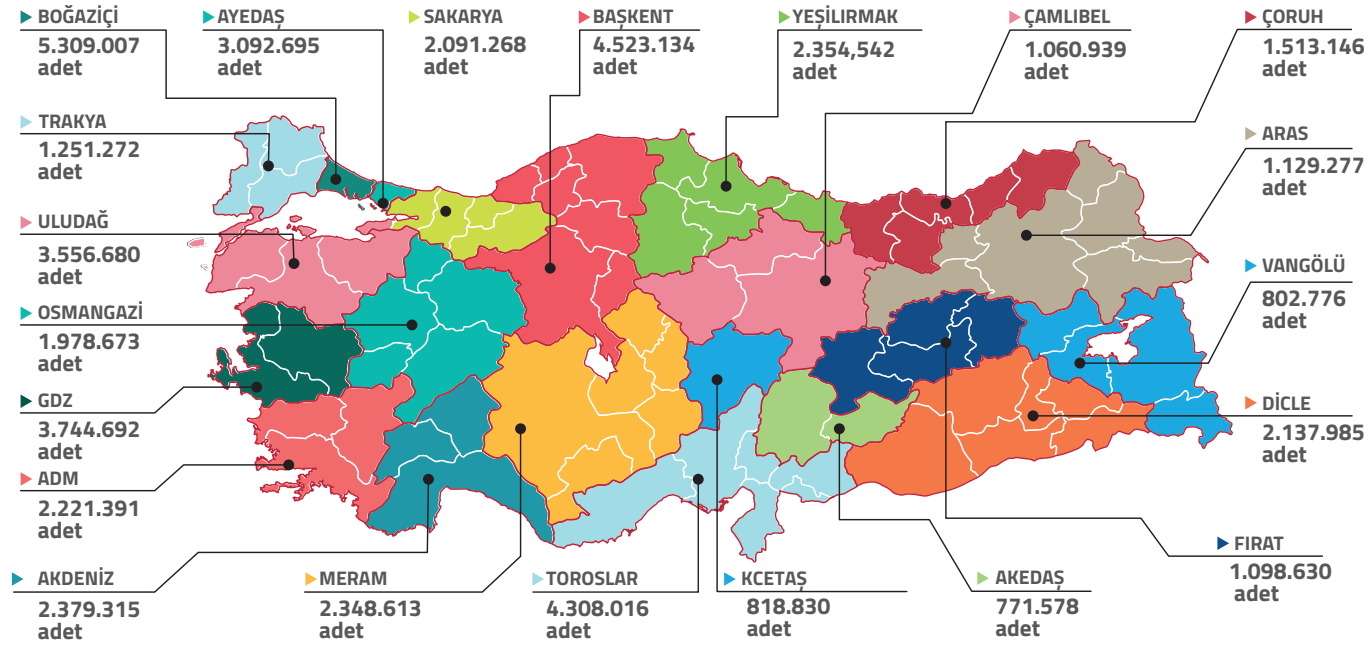 BOĞAZİÇİ
5.309.007
adet
AYEDAŞ
3.092.695
adet
SAKARYA
2.091.268
adet
BAŞKENT
4.523.134
adet
YEŞİLIRMAK
2.354,542
adet
ÇAMLIBEL
1.060.939
adet
ÇORUH
1.513.146
adet
TRAKYA
1.251.272
adet
ARAS
1.129.277
adet
ULUDAĞ
3.556.680
adet
VANGÖLÜ
802.776
adet
OSMANGAZİ
1.978.673
adet
GDZ
3.744.692
adet
DİCLE
2.137.985
adet
ADM
2.221.391
adet
FIRAT
1.098.630
adet
AKDENİZ
2.379.315
adet
MERAM
2.348.613
adet
TOROSLAR
4.308.016
adet
KCETAŞ
818.830
adet
AKEDAŞ
771.578
adet